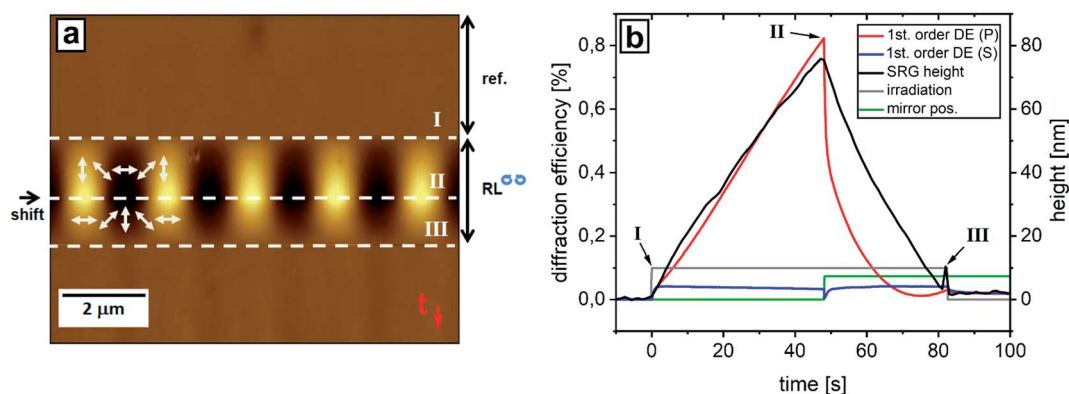 a
ref.
I
RL
II
shift
III
2 μm
t
b
0,8
0,6
0,4
0,2
0,0
diffraction efficiency [%]
II
I
III
1st. order DE (P)
1st. order DE (S)
SRG height
irradiation
mirror pos.
80
60
40
20
0
height [nm]
0
20
40
60
80
100
time [s]